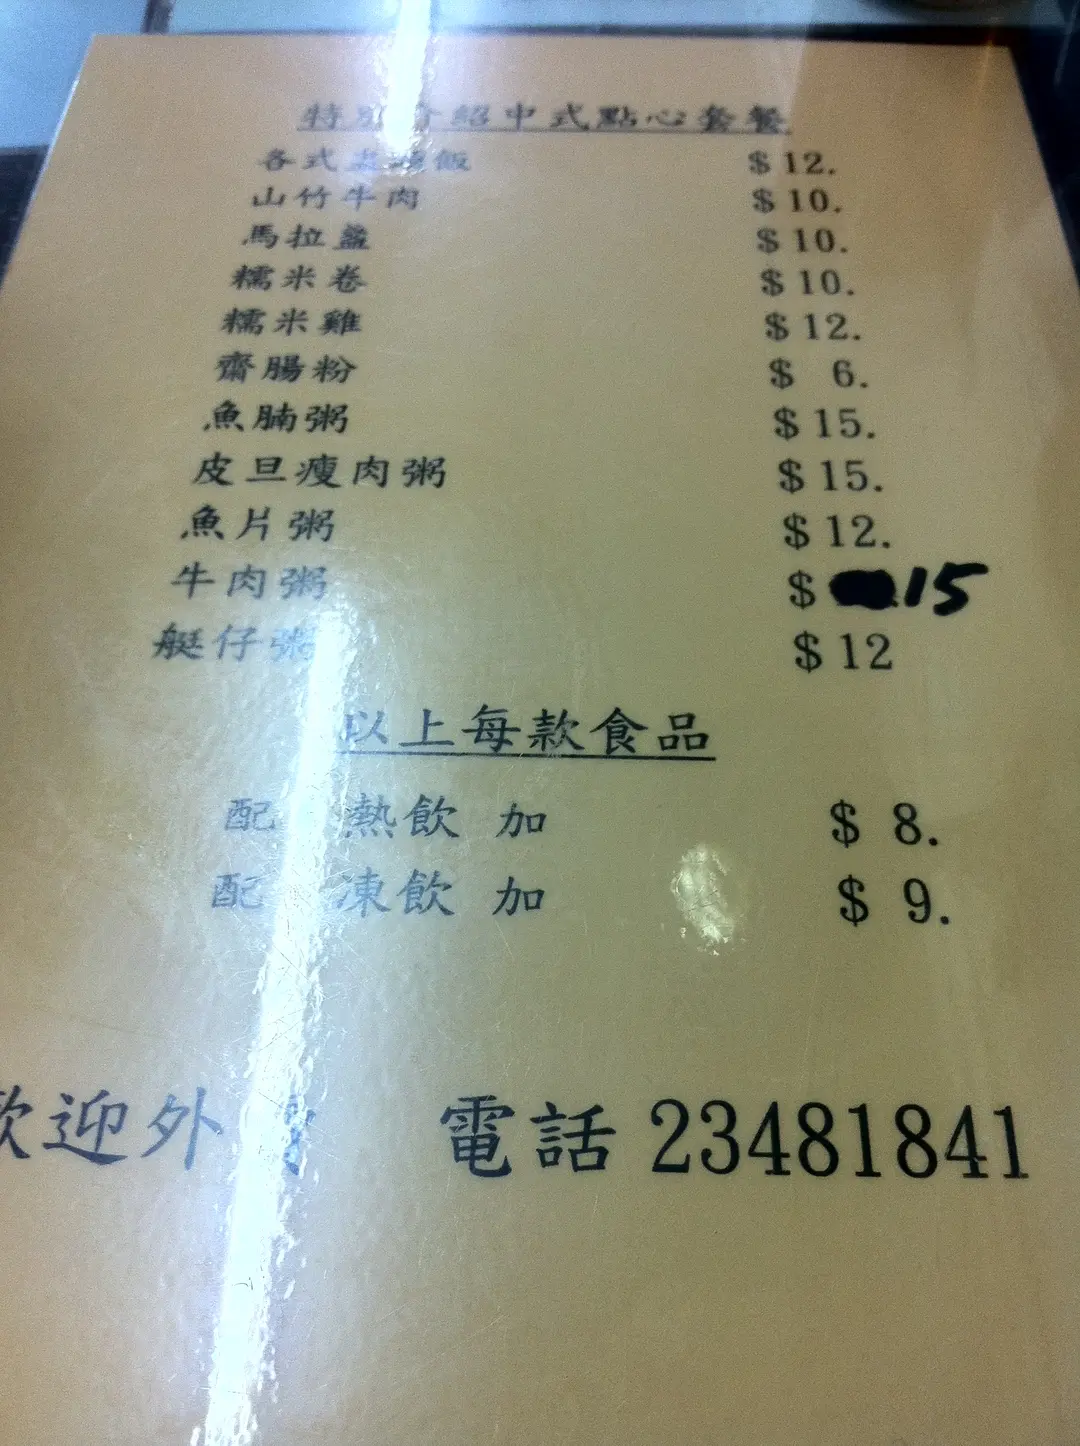 特別介紹中式點心套餐
各式盅頭飯 $12.
山竹牛肉 $10.
馬拉盞 $10.
糯米卷 $10.
糯米雞 $12.
齋腸粉 $ 6.
魚腩粥 $15.
皮旦瘦肉粥 $15.
魚片粥 $12.
牛肉粥 $ 15
艇仔粥 $12
以上每款食品
配 熱飲 加 $ 8.
配 凍飲 加 $ 9.
歡迎外 電話 23481841